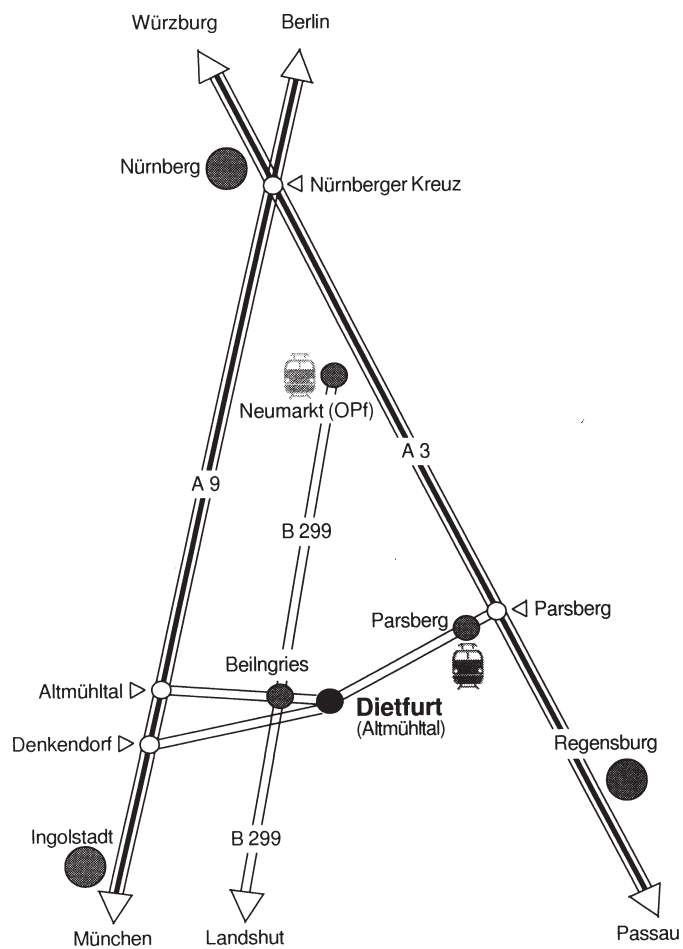 Würzburg
Berlin
Nürnberg
Nürnberger Kreuz
Neumarkt (OPf)
A 3
A 9
B 299
Parsberg
Parsberg
Beilngries
Altmühltal
Dietfurt
(Altmühltal)
Denkendorf
Regensburg
Ingolstadt
B 299
München
Landshut
Passau